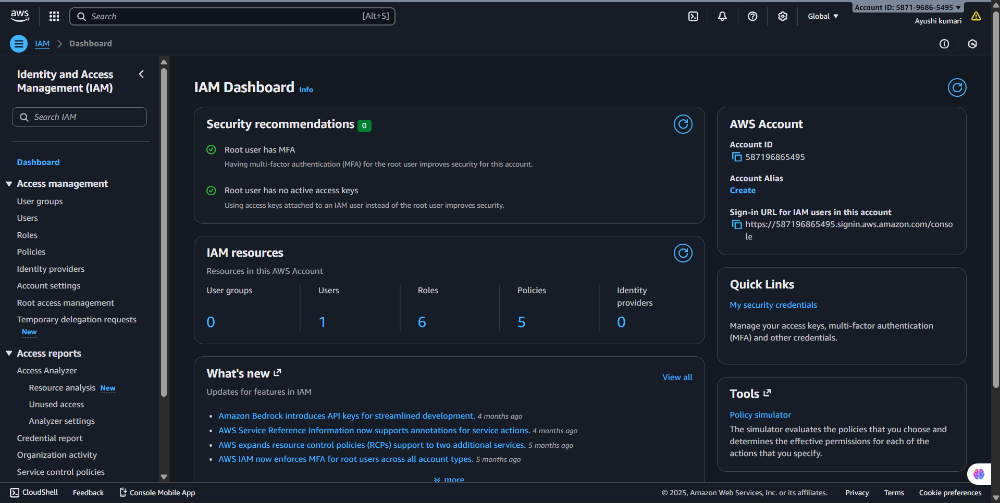 aws
Search
[Alt+S]
Global
Account ID: 5871-9686-5495
Ayushi kumari
IAM
Dashboard
Identity and Access
Management (IAM)
Search IAM
Dashboard
Access management
User groups
Users
Roles
Policies
Identity providers
Account settings
Root access management
Temporary delegation requests
New
Access reports
Access Analyzer
Resource analysis New
Unused access
Analyzer settings
Credential report
Organization activity
Service control policies
IAM Dashboard Info
Security recommendations 0
Root user has MFA
Having multi-factor authentication (MFA) for the root user improves security for this account.
Root user has no active access keys
Using access keys attached to an IAM user instead of the root user improves security.
IAM resources
Resources in this AWS Account
User groups
0
Users
1
Roles
6
Policies
5
Identity
providers
0
What's new
View all
Updates for features in IAM
Amazon Bedrock introduces API keys for streamlined development. 4 months ago
AWS Service Reference Information now supports annotations for service actions. 4 months ago
AWS expands resource control policies (RCPs) support to two additional services. 5 months ago
AWS IAM now enforces MFA for root users across all account types. 5 months ago
more
AWS Account
Account ID
587196865495
Account Alias
Create
Sign-in URL for IAM users in this account
https://587196865495.signin.aws.amazon.com/conso
le
Quick Links
My security credentials
Manage your access keys, multi-factor authentication
(MFA) and other credentials.
Tools
Policy simulator
The simulator evaluates the policies that you choose and
determines the effective permissions for each of the
actions that you specify.
CloudShell
Feedback
Console Mobile App
© 2025, Amazon Web Services, Inc. or its affiliates.
Privacy
Terms
Cookie preferences